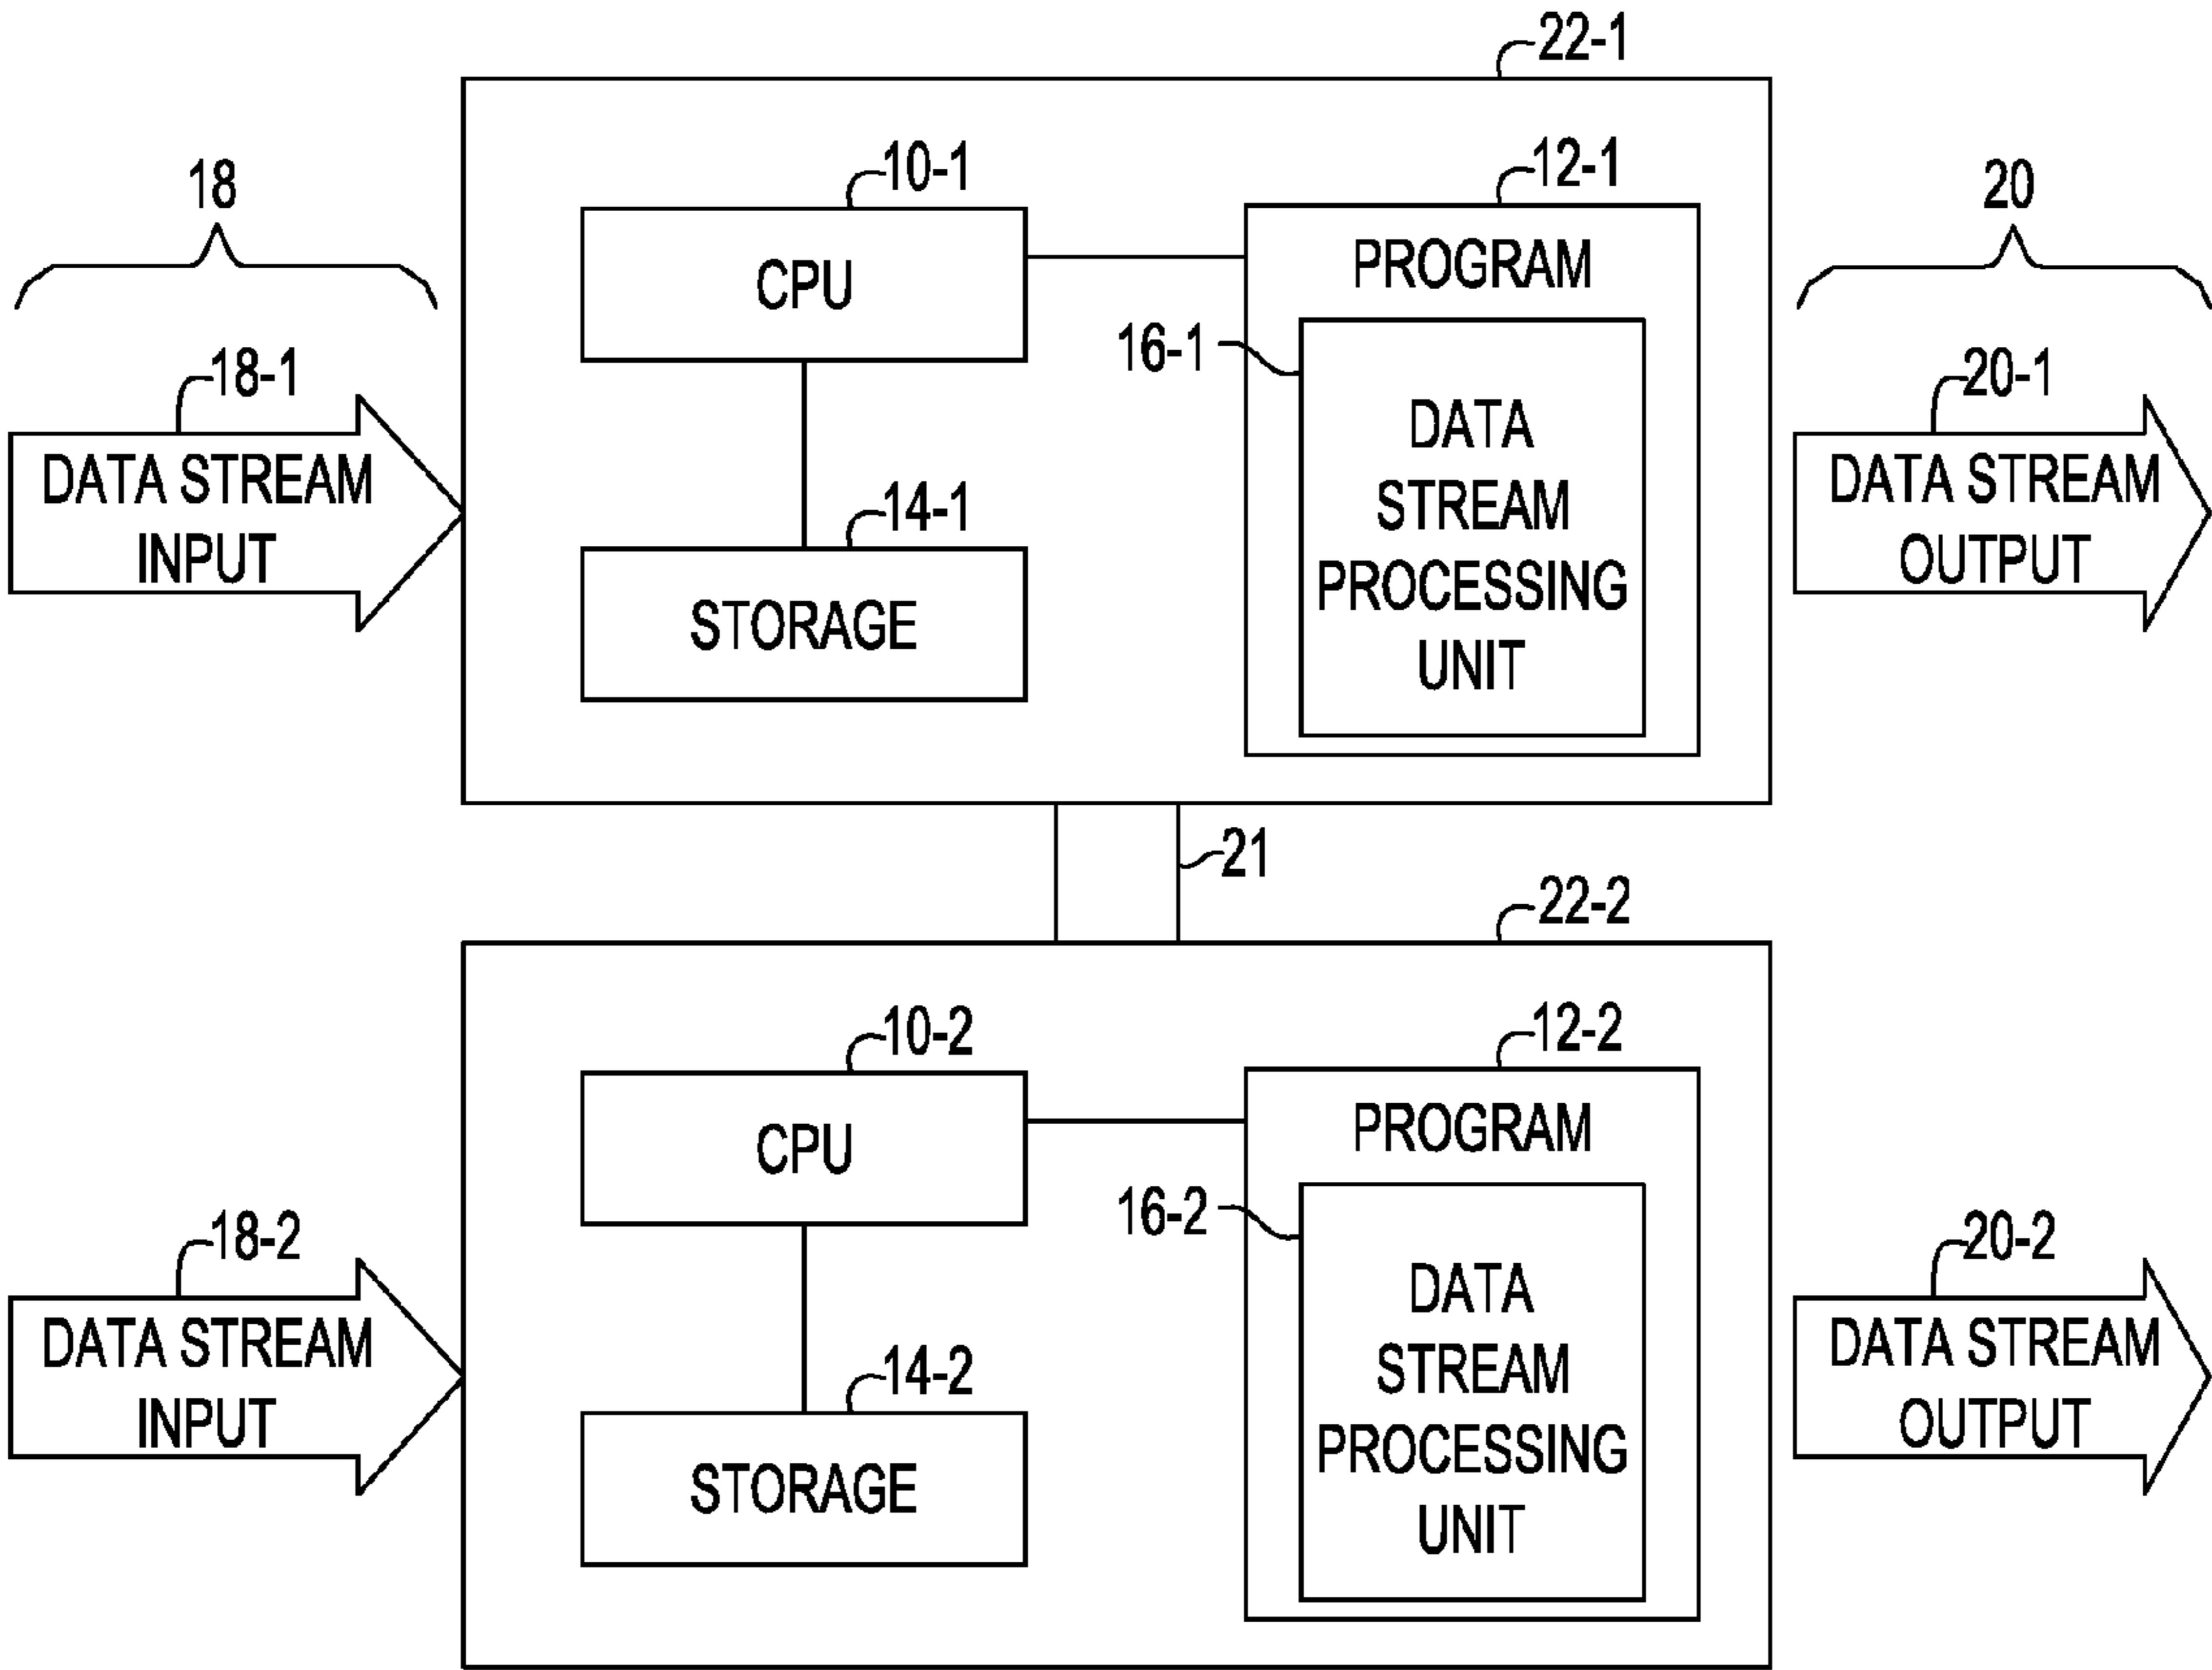 22-1
18
10-1
12-1
20
CPU
PROGRAM
18-1
16-1
20-1
DATA STREAM
INPUT
14-1
STORAGE
DATA
STREAM
PROCESSING
UNIT
DATA STREAM
OUTPUT
21
22-2
10-2
12-2
CPU
PROGRAM
18-2
16-2
20-2
DATA STREAM
INPUT
14-2
STORAGE
DATA
STREAM
PROCESSING
UNIT
DATA STREAM
OUTPUT